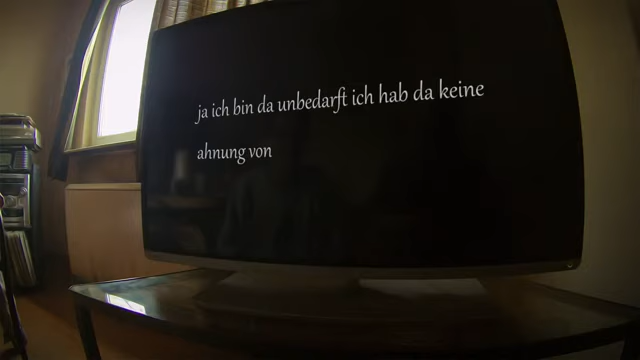 ja ich bin da unbedarft ich hab da keine
ahnung von